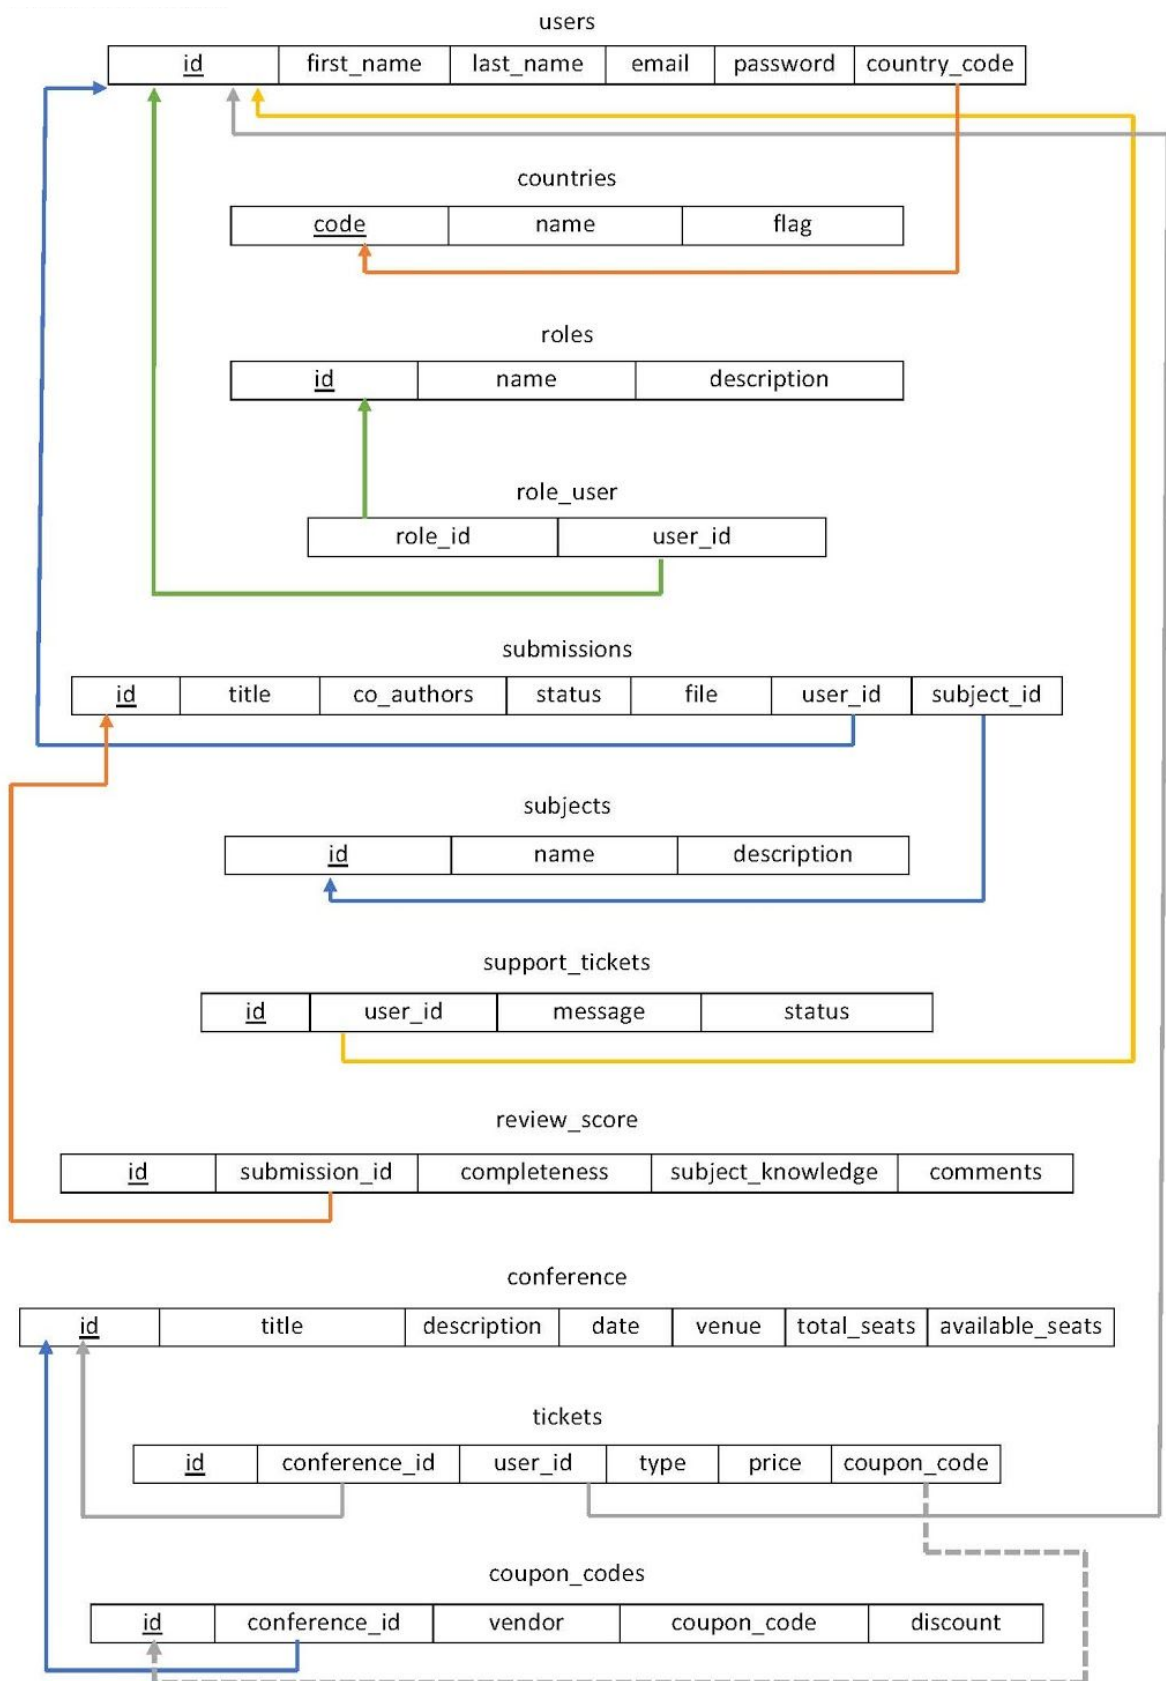 users
id first_name last_name email password country_code
countries
code name flag
roles
id name description
role_user
role_id user_id
submissions
id title co_authors status file user_id subject_id
subjects
id name description
support_tickets
id user_id message status
review_score
id submission_id completeness subject_knowledge comments
conference
id title description date venue total_seats available_seats
tickets
id conference_id user_id type price coupon_code
coupon_codes
id conference_id vendor coupon_code discount